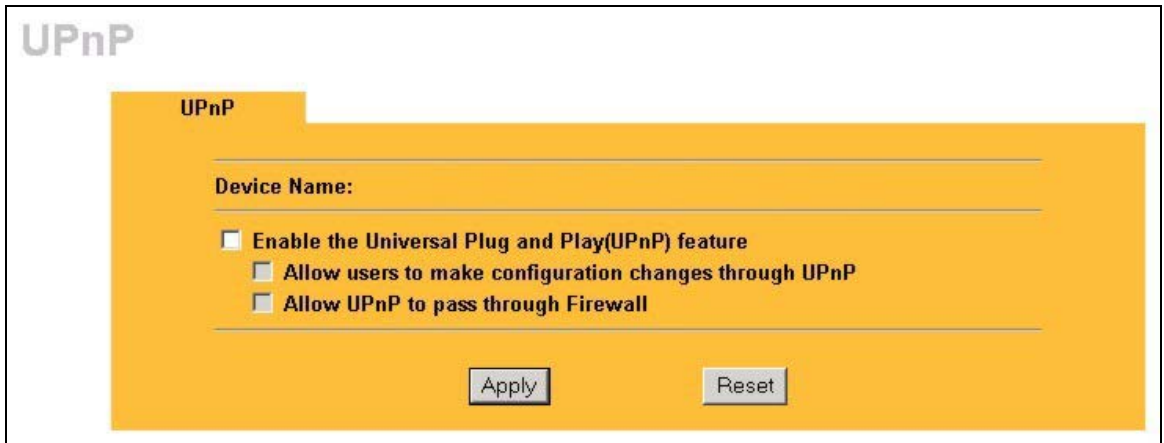 UPnP
UPnP
Device Name:
Enable the Universal Plug and Play(UPnP) feature
Allow users to make configuration changes through UPnP
Allow UPnP to pass through Firewall
Apply Reset